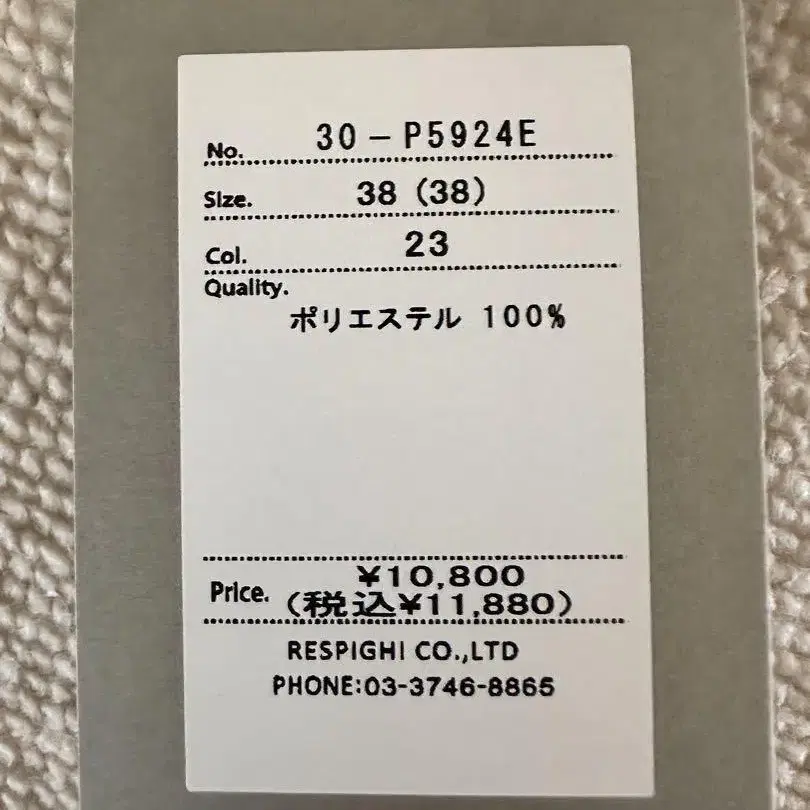 No. 30-P5924E
Size. 38 (38)
Col. 23
Quality.
ポリエステル 100%
¥10,800
Price. (税込¥11,880)
RESPIGHI CO.,LTD
PHONE:03-3746-8865